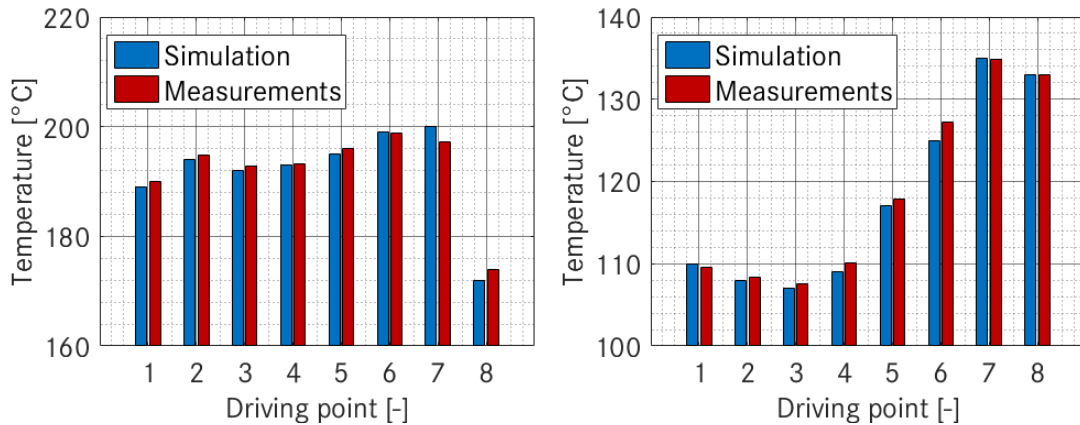 220
200
180
160
Temperature [°C]
Simulation
Measurements
1 2 3 4 5 6 7 8
Driving point [-]
140
130
120
110
100
Temperature [°C]
Simulation
Measurements
1 2 3 4 5 6 7 8
Driving point [-]